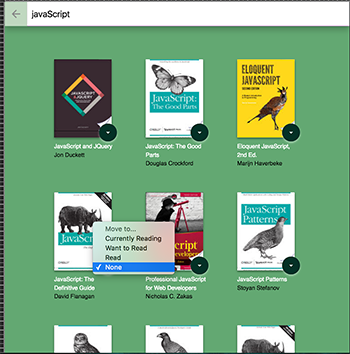 javaScript
JAVASCRIPT
& JQUERY
JavaScript:
The Good Parts
ELOQUENT
JAVASCRIPT
SECOND EDITION
JavaScript and JQuery
Jon Duckett
JavaScript: The Good
Parts
Douglas Crockford
Eloquent JavaScript,
2nd Ed.
Marijn Haverbeke
Move to...
Currently Reading
Want to Read
Read
✓ None
JavaScript
Patterns
JavaScript: The
Definitive Guide
David Flanagan
Professional JavaScript
for Web Developers
Nicholas C. Zakas
JavaScript Patterns
Stoyan Stefanov